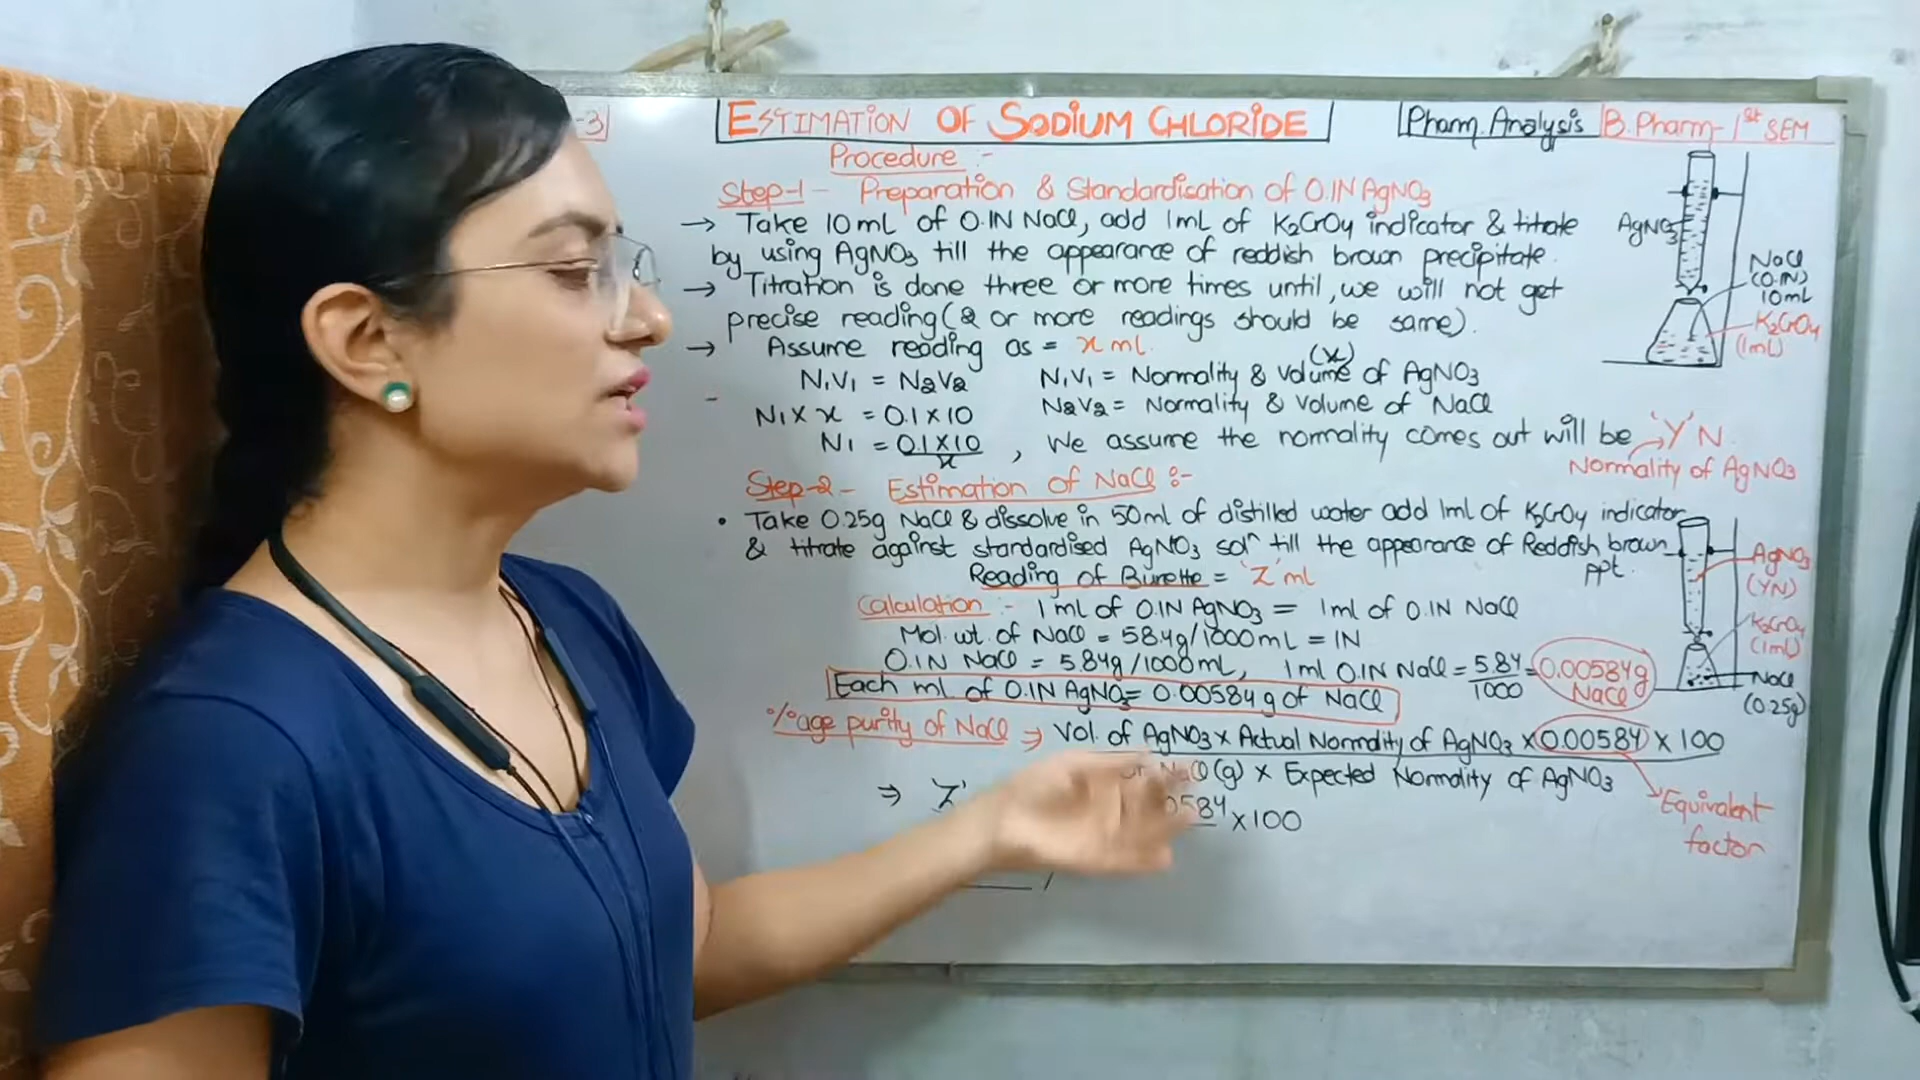 -3
ESTIMATION OF SODIUM CHLORIDE
Pharm. Analysis B. Pharm - 1st SEM
Procedure :-
Step-1 - Preparation & Standardisation of 0.1N AgNO3
→ Take 10mL of 0.1N NaCl, add 1mL of K2CrO4 indicator & titrate
by using AgNO3 till the appearance of reddish brown precipitate.
→ Titration is done three or more times until, we will not get
precise reading (2 or more readings should be same).
→ Assume reading as = x ml.
N1V1 = N2V2
N1V1 = Normality & volume (x) of AgNO3
N1 x x = 0.1 x 10
N2V2 = Normality & Volume of NaCl
N1 = 0.1 x 10 / x , We assume the normality comes out will be 'Y' N.
Normality of AgNO3
AgNO3
NaCl
(0.1N)
10mL
K2CrO4
(1mL)
Step-2 - Estimation of NaCl :-
• Take 0.25g NaCl & dissolve in 50ml of distilled water add 1ml of K2CrO4 indicator
& titrate against standardised AgNO3 soln till the appearance of Reddish brown
ppt.
Reading of Burette = 'Z' ml
Calculation :- 1 ml of 0.1N AgNO3 = 1ml of 0.1N NaCl
Mol. wt. of NaCl = 58.4g/1000mL = 1N
0.1N NaCl = 5.84g/1000mL, 1ml 0.1N NaCl = 5.84 / 1000 = 0.00584g NaCl
Each ml of 0.1N AgNO3 = 0.00584g of NaCl
AgNO3
(YN)
K2CrO4
(1mL)
NaCl
(0.25g)
%age purity of NaCl ⇒ Vol. of AgNO3 x Actual Normality of AgNO3 x 0.00584 x 100
NaCl (g) x Expected Normality of AgNO3
⇒ Z
0584 x 100
Equivalent
factor